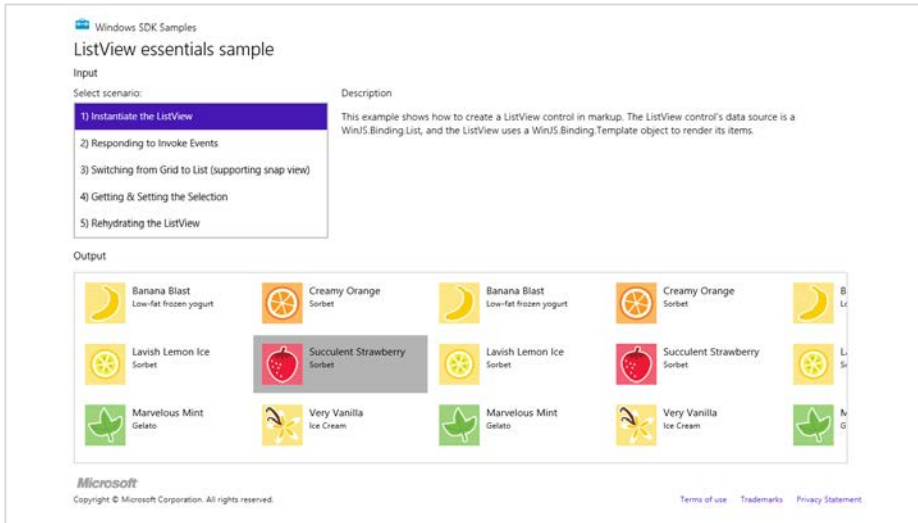 Windows SDK Samples
ListView essentials sample
Input
Select scenario:
1) Instantiate the ListView
2) Responding to Invoke Events
3) Switching from Grid to List (supporting snap view)
4) Getting & Setting the Selection
5) Rehydrating the ListView
Description
This example shows how to create a ListView control in markup. The ListView control's data source is a
WinJS.Binding.List, and the ListView uses a WinJS.Binding.Template object to render its items.
Output
Banana Blast
Low-fat frozen yogurt
Lavish Lemon Ice
Sorbet
Marvelous Mint
Gelato
Creamy Orange
Sorbet
Succulent Strawberry
Sorbet
Very Vanilla
Ice Cream
Banana Blast
Low-fat frozen yogurt
Lavish Lemon Ice
Sorbet
Marvelous Mint
Gelato
Creamy Orange
Sorbet
Succulent Strawberry
Sorbet
Very Vanilla
Ice Cream
Microsoft
Copyright © Microsoft Corporation. All rights reserved.
Terms of use Trademarks Privacy Statement